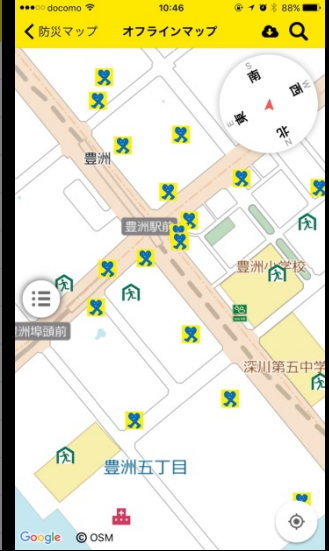 docomo 10:46 88%
防災マップ オフラインマップ
南
S
東
E
西
北
N
豊洲
豊洲駅前
豊洲小学校
洲埠頭前
深川第五中学
豊洲五丁目
Google © OSM